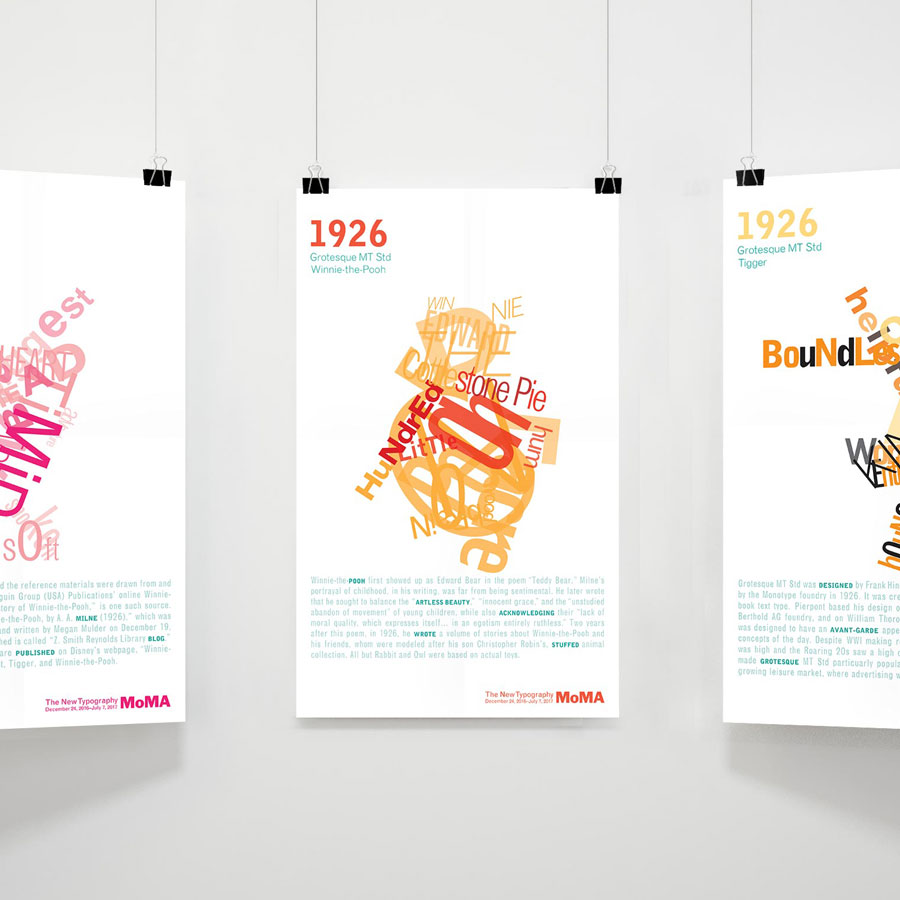 gest
HEART
MiD
sOft
d the reference materials were drawn from and
guin Group (USA) Publications' online Winnie-
tory of Winnie-the-Pooh," is one such source.
e-the-Pooh, by A. A. MILNE (1926)," which was
and written by Megan Mulder on December 19,
hed is called "Z. Smith Reynolds Library BLOG."
are PUBLISHED on Disney's webpage, "Winnie-
t, Tigger, and Winnie-the-Pooh.
The New Typography MoMA
December 24, 2016–July 7, 2017
1926
Grotesque MT Std
Winnie-the-Pooh
WIN NIE
EDWARD
Cottlestone Pie
HuNdrEd
LitTle
hum
Winnie-the-POOH first showed up as Edward Bear in the poem "Teddy Bear." Milne's
portrayal of childhood, in his writing, was far from being sentimental. He later wrote
that he sought to balance the "ARTLESS BEAUTY," "innocent grace," and the "unstudied
abandon of movement" of young children, while also ACKNOWLEDGING their "lack of
moral quality, which expresses itself... in an egotism entirely ruthless." Two years
after this poem, in 1926, he WROTE a volume of stories about Winnie-the-Pooh and
his friends, whom were modeled after his son Christopher Robin's, STUFFED animal
collection. All but Rabbit and Owl were based on actual toys.
The New Typography MoMA
December 24, 2016–July 7, 2017
1926
Grotesque MT Std
Tigger
BouNdLes
Grotesque MT Std was DESIGNED by Frank Hin
by the Monotype foundry in 1926. It was cre
book text type. Pierpont based his design o
Berthold AG foundry, and on William Thoro
was designed to have an AVANT-GARDE appe
concepts of the day. Despite WWI making r
was high and the Roaring 20s saw a high d
made GROTESQUE MT Std particuarly popula
growing leisure market, where advertising w